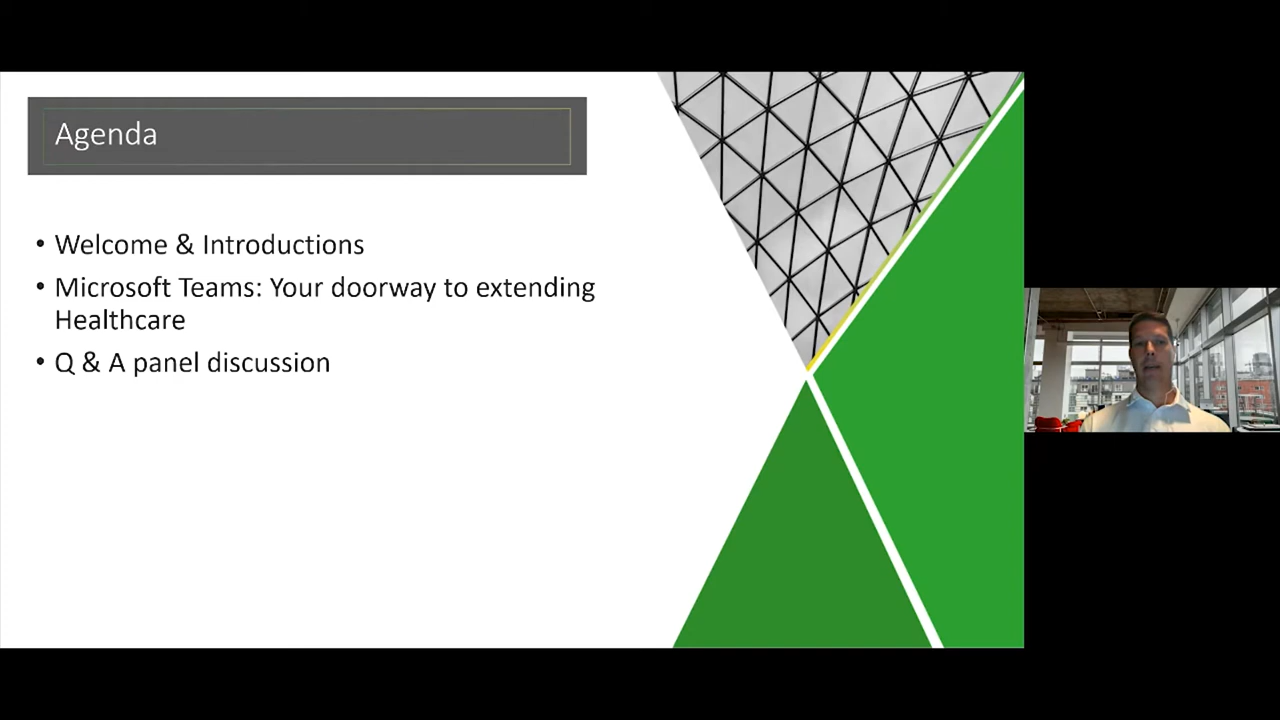 Agenda
• Welcome & Introductions
• Microsoft Teams: Your doorway to extending
Healthcare
• Q & A panel discussion